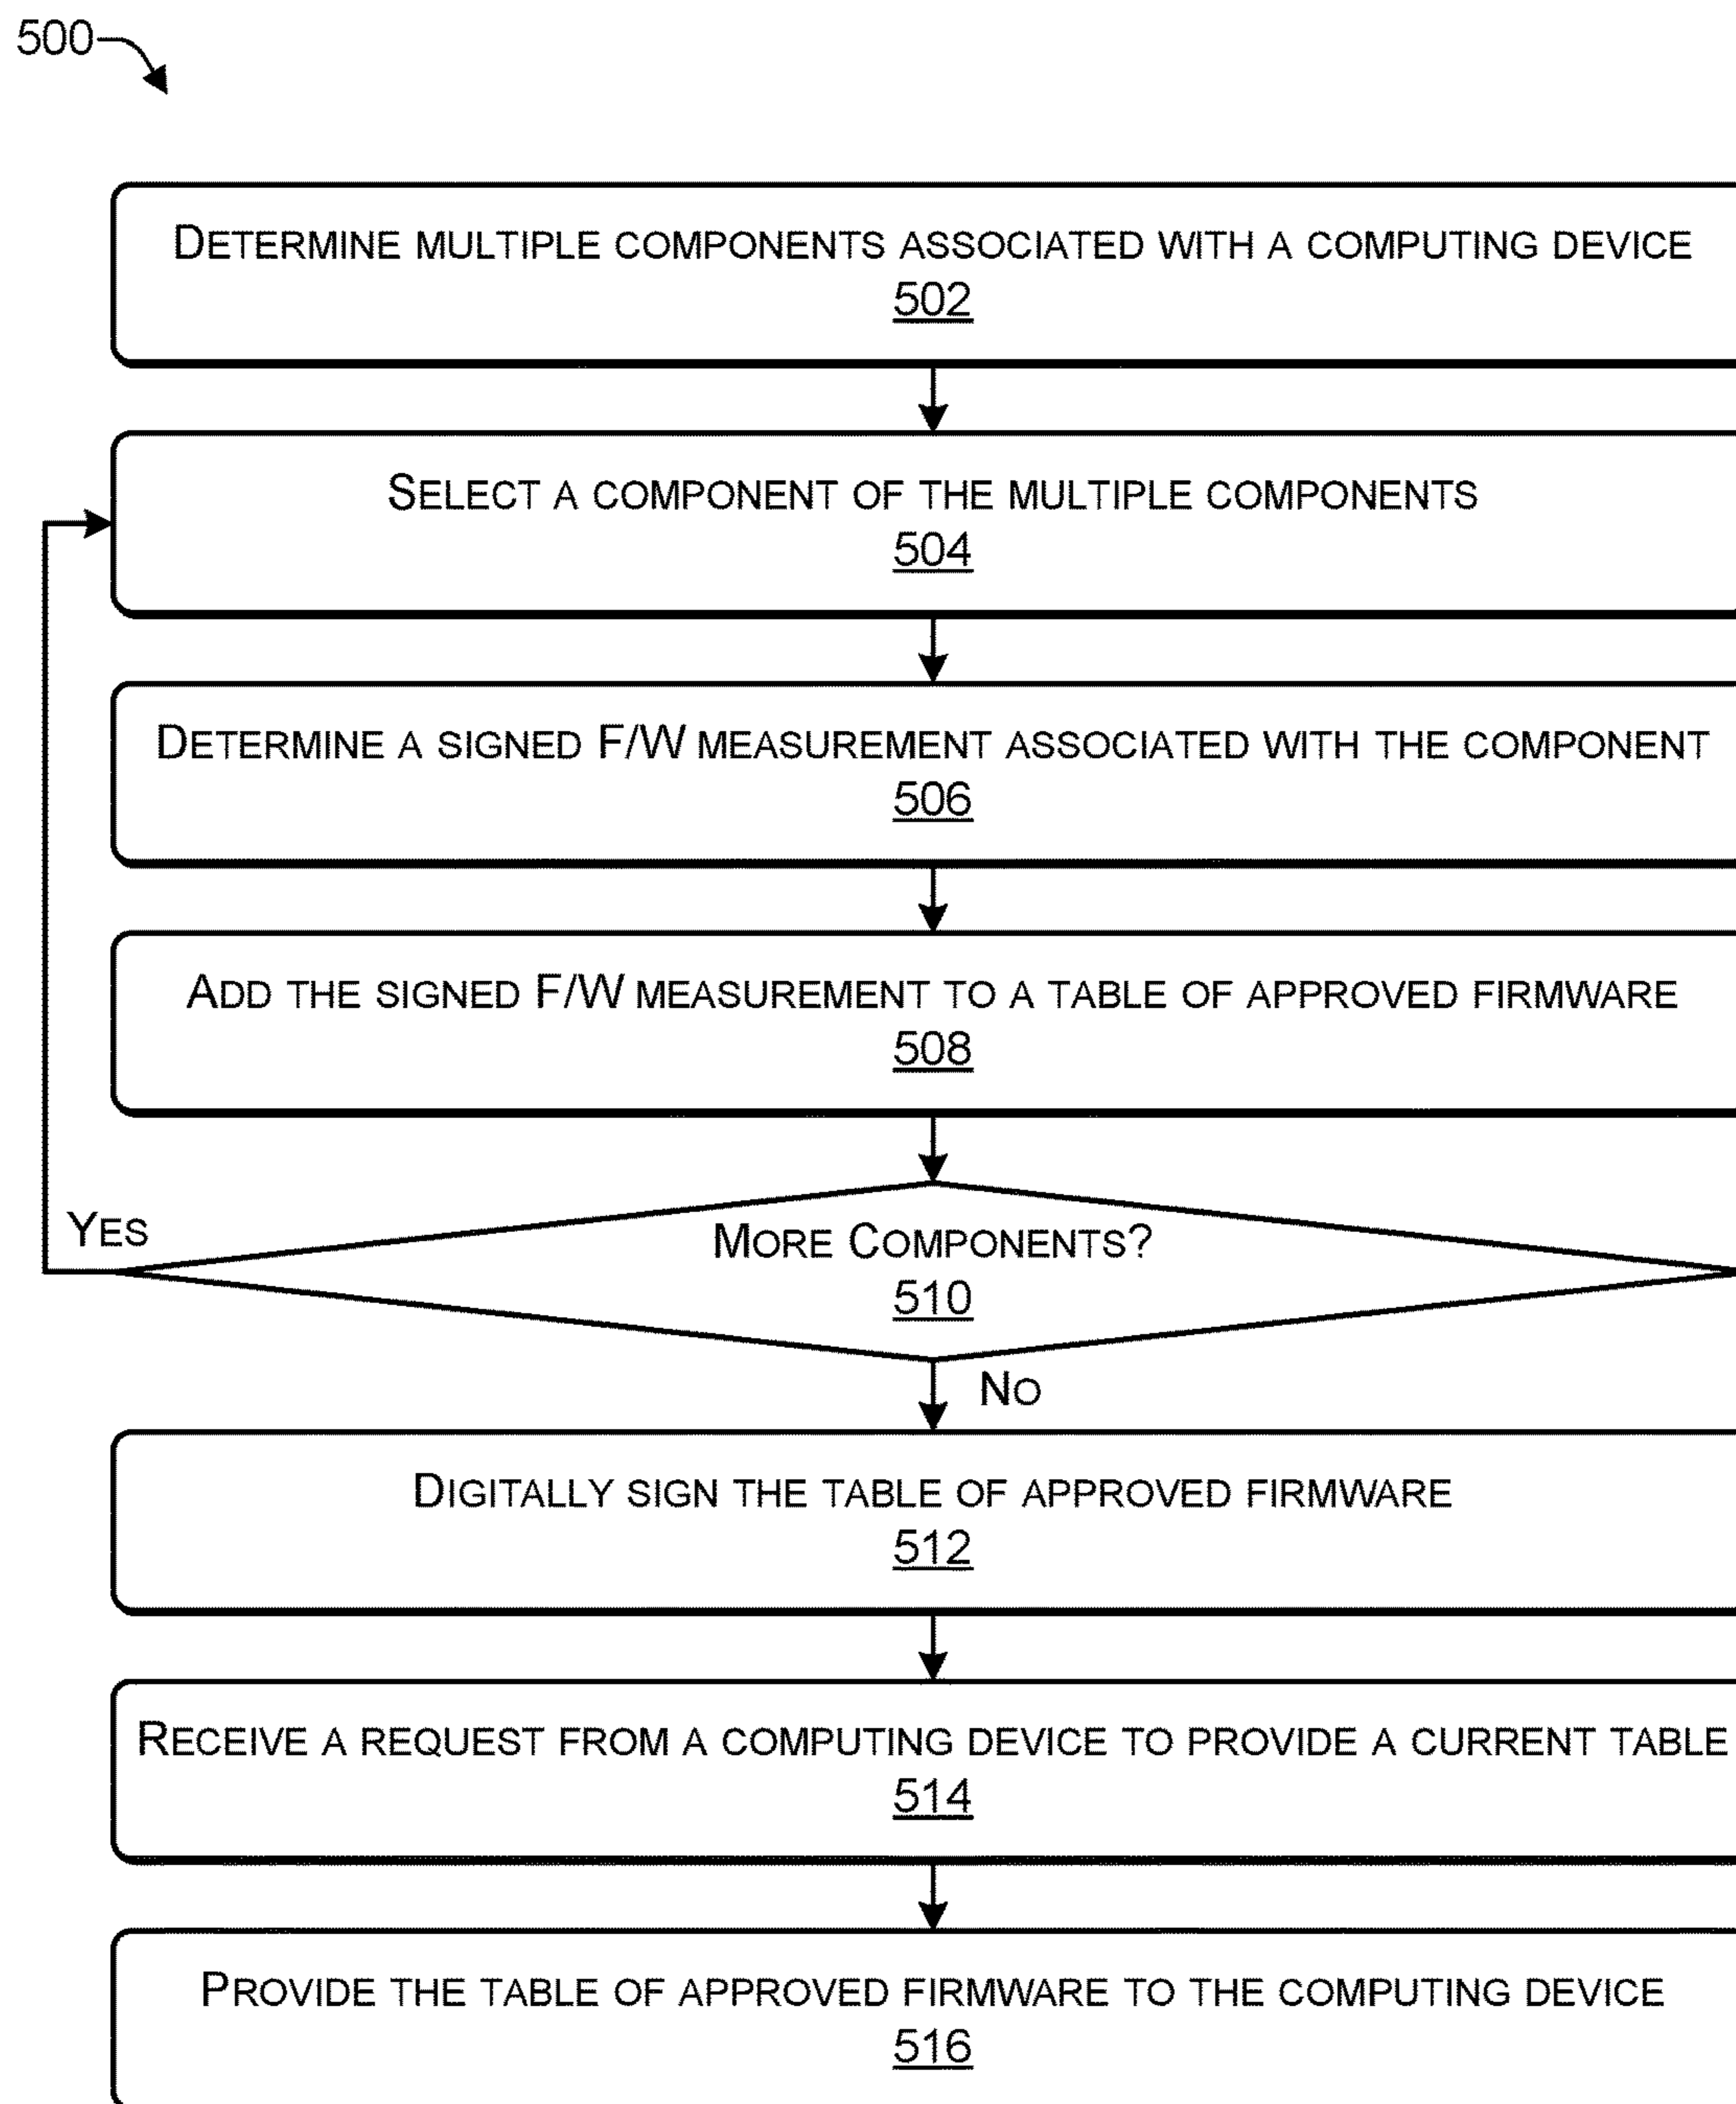 500
DETERMINE MULTIPLE COMPONENTS ASSOCIATED WITH A COMPUTING DEVICE
502
SELECT A COMPONENT OF THE MULTIPLE COMPONENTS
504
DETERMINE A SIGNED F/W MEASUREMENT ASSOCIATED WITH THE COMPONENT
506
ADD THE SIGNED F/W MEASUREMENT TO A TABLE OF APPROVED FIRMWARE
508
YES
MORE COMPONENTS?
510
NO
DIGITALLY SIGN THE TABLE OF APPROVED FIRMWARE
512
RECEIVE A REQUEST FROM A COMPUTING DEVICE TO PROVIDE A CURRENT TABLE
514
PROVIDE THE TABLE OF APPROVED FIRMWARE TO THE COMPUTING DEVICE
516